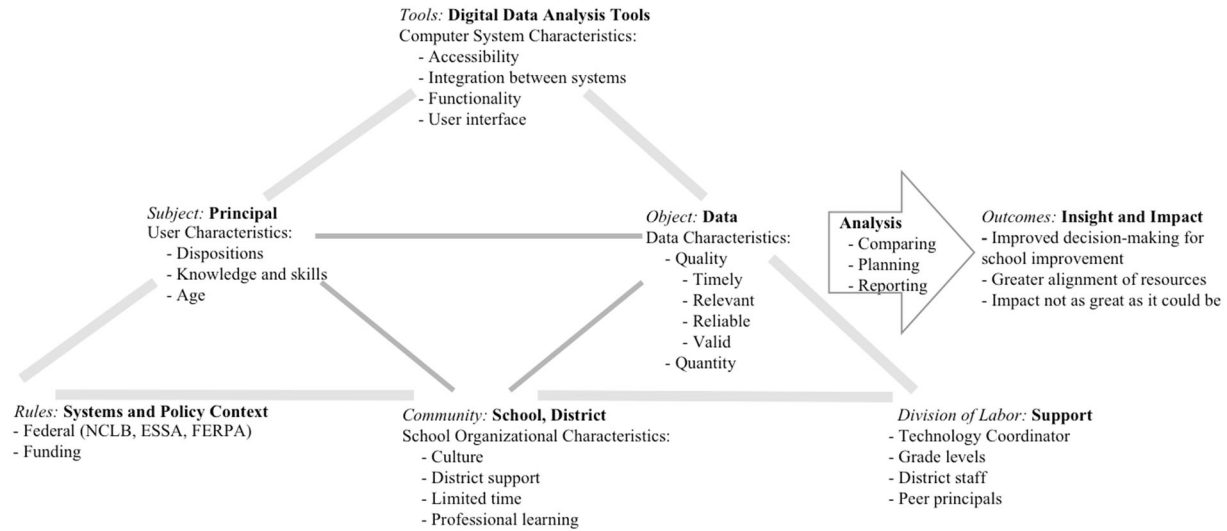 Tools: Digital Data Analysis Tools
Computer System Characteristics:
- Accessibility
- Integration between systems
- Functionality
- User interface
Subject: Principal
User Characteristics:
- Dispositions
- Knowledge and skills
- Age
Object: Data
Data Characteristics:
- Quality
- Timely
- Relevant
- Reliable
- Valid
- Quantity
Analysis
- Comparing
- Planning
- Reporting
Outcomes: Insight and Impact
- Improved decision-making for
school improvement
- Greater alignment of resources
- Impact not as great as it could be
Rules: Systems and Policy Context
- Federal (NCLB, ESSA, FERPA)
- Funding
Community: School, District
School Organizational Characteristics:
- Culture
- District support
- Limited time
- Professional learning
Division of Labor: Support
- Technology Coordinator
- Grade levels
- District staff
- Peer principals